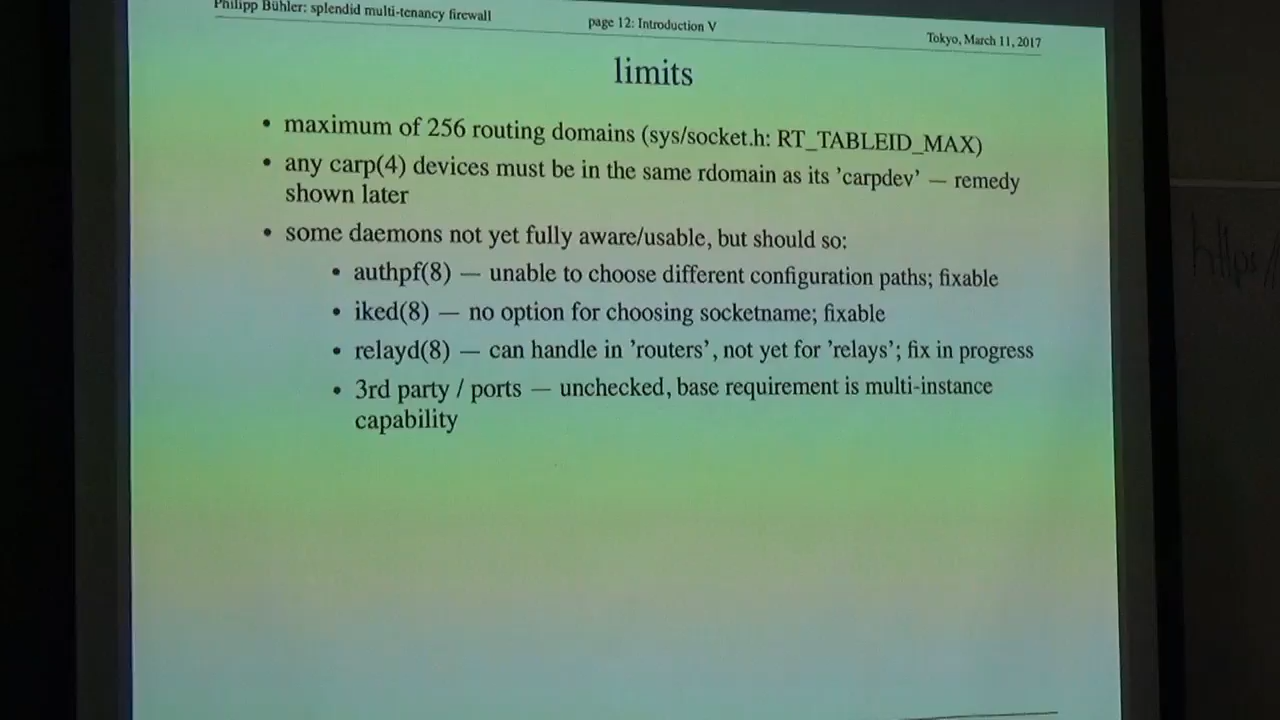 Philipp Bühler: splendid multi-tenancy firewall
page 12: Introduction V
Tokyo, March 11, 2017
limits
• maximum of 256 routing domains (sys/socket.h: RT_TABLEID_MAX)
• any carp(4) devices must be in the same rdomain as its 'carpdev' — remedy
shown later
• some daemons not yet fully aware/usable, but should so:
• authpf(8) — unable to choose different configuration paths; fixable
• iked(8) — no option for choosing socketname; fixable
• relayd(8) — can handle in 'routers', not yet for 'relays'; fix in progress
• 3rd party / ports — unchecked, base requirement is multi-instance
capability